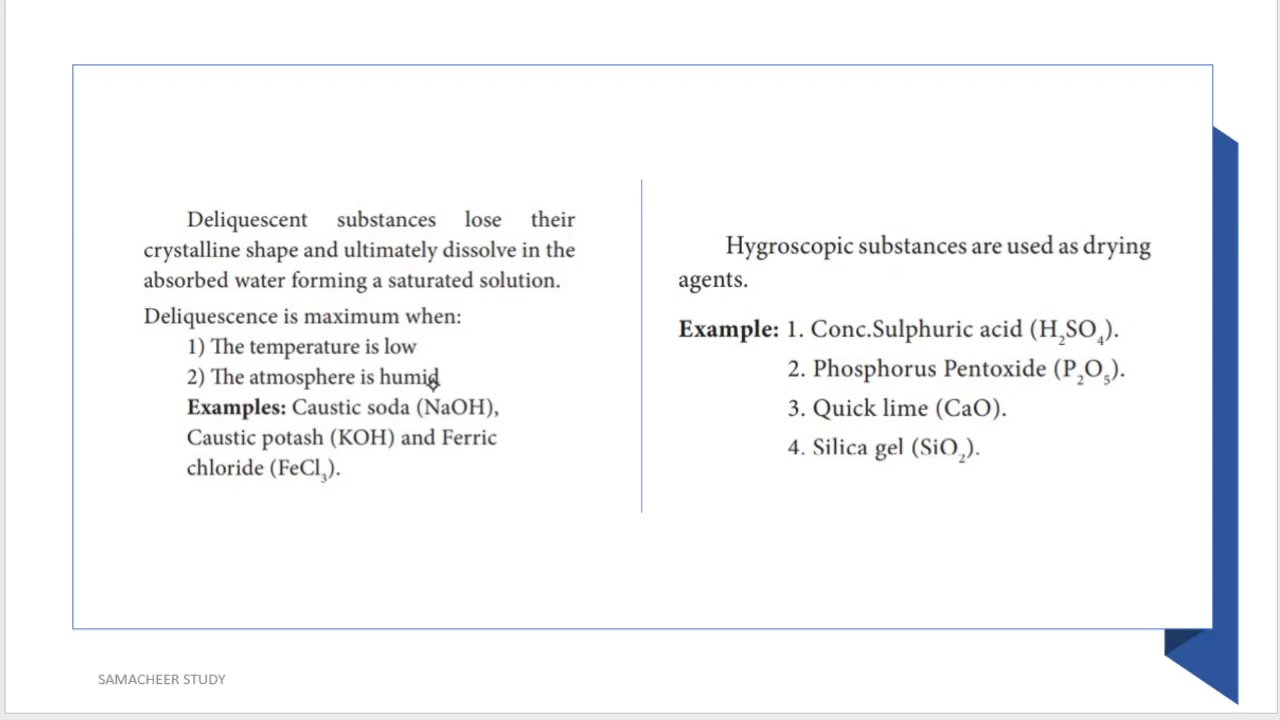 Deliquescent substances lose their
crystalline shape and ultimately dissolve in the
absorbed water forming a saturated solution.
Deliquescence is maximum when:
1) The temperature is low
2) The atmosphere is humid
Examples: Caustic soda (NaOH),
Caustic potash (KOH) and Ferric
chloride (FeCl₃).
Hygroscopic substances are used as drying
agents.
Example: 1. Conc.Sulphuric acid (H₂SO₄).
2. Phosphorus Pentoxide (P₂O₅).
3. Quick lime (CaO).
4. Silica gel (SiO₂).
SAMACHEER STUDY